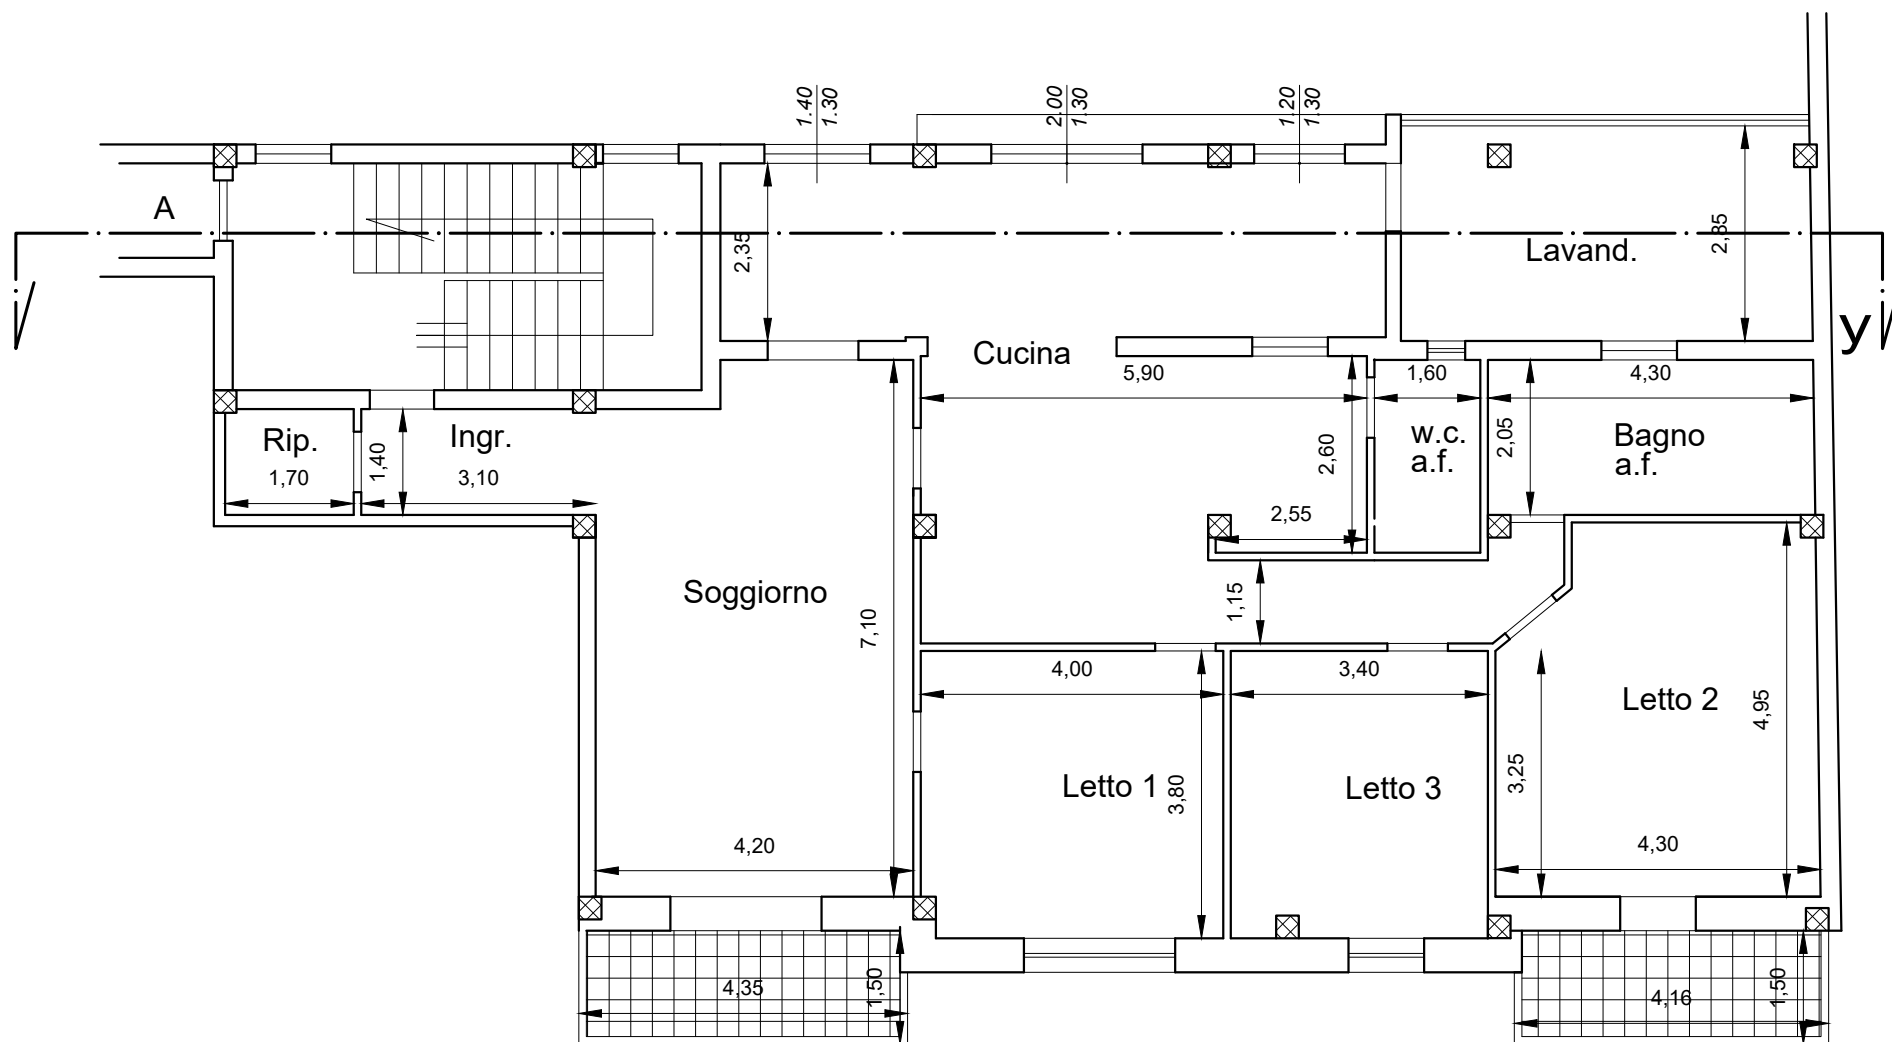 1.40
1.30
2.00
1.30
1.20
1.30
A
2,35
Lavand.
2,85
y
Cucina
5,90
1,60
4,30
Rip.
1,70
1,40
Ingr.
3,10
2,60
w.c.
a.f.
2,05
Bagno
a.f.
2,55
Soggiorno
7,10
1,15
4,00
3,40
Letto 1
3,80
Letto 3
3,25
Letto 2
4,95
4,20
4,30
4,35
1,50
4,16
1,50